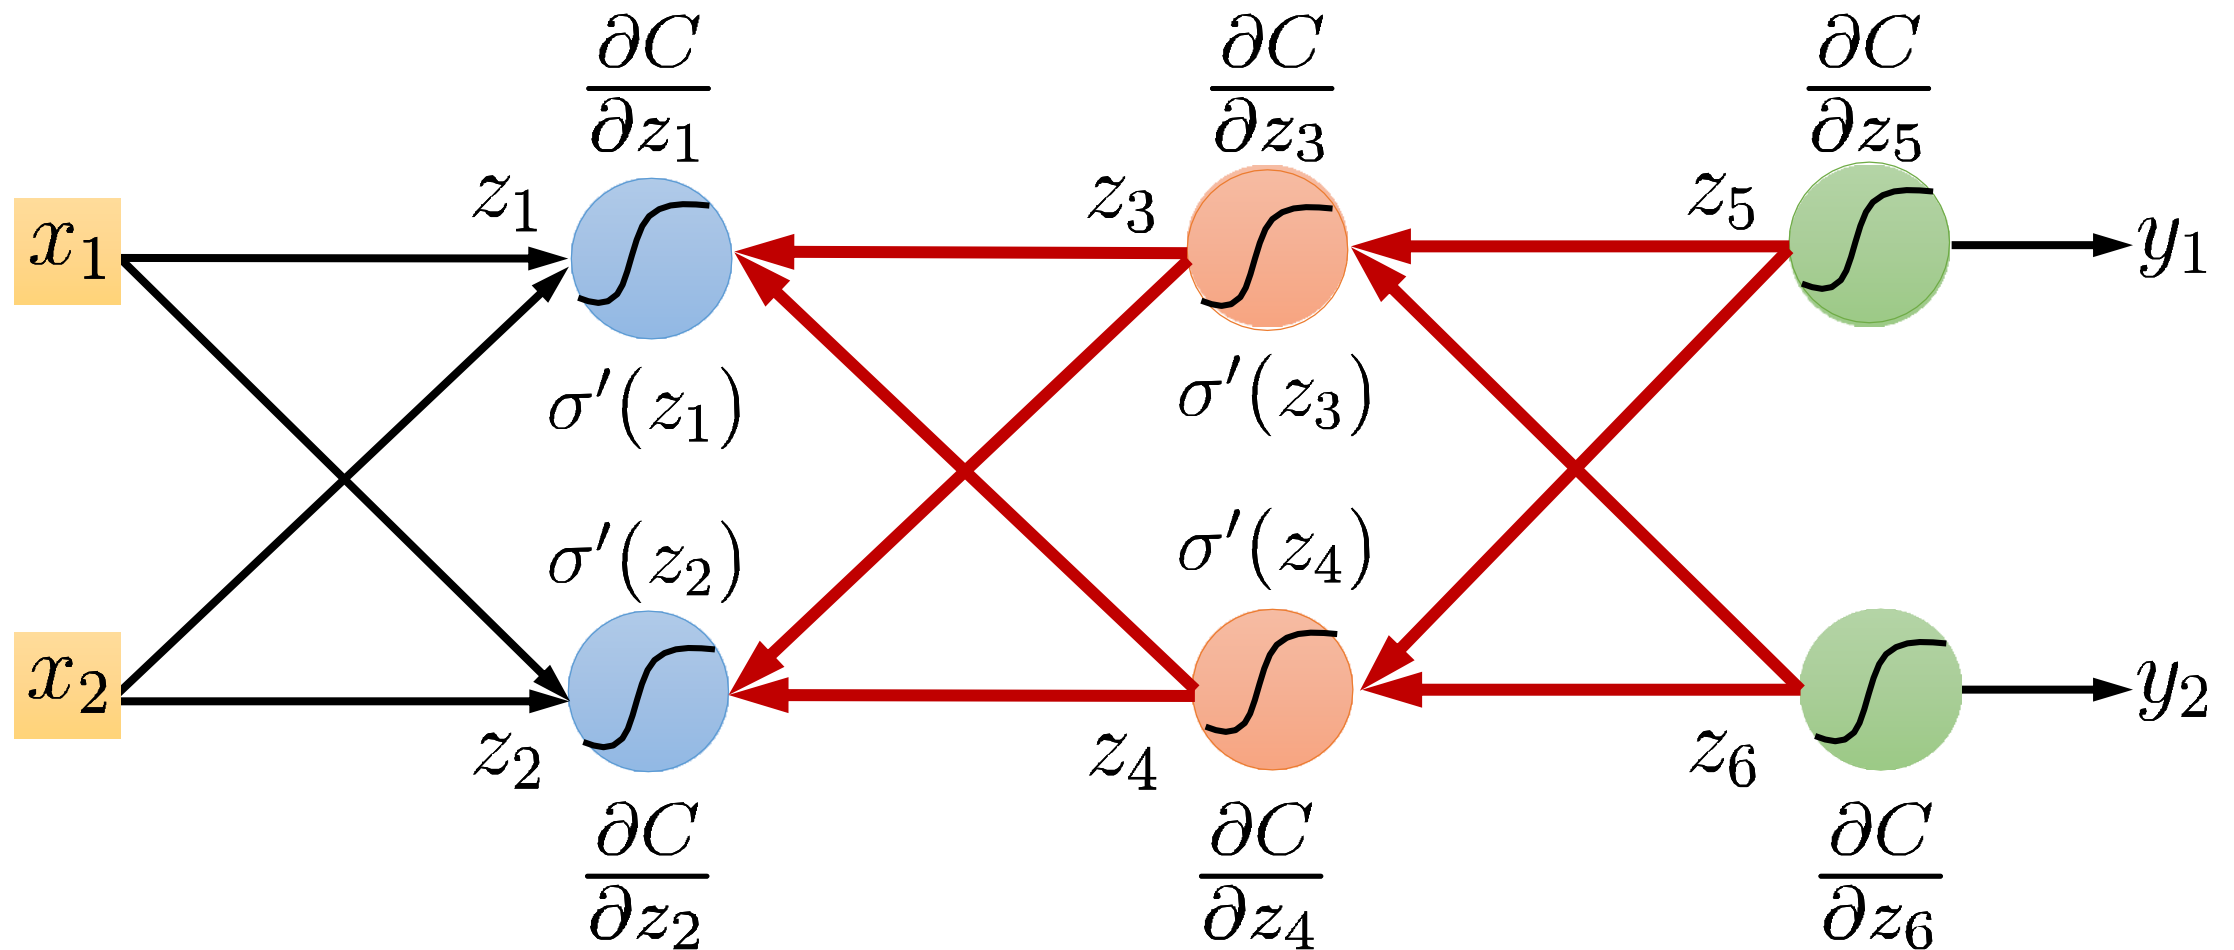 ∂C/∂z₁ ∂C/∂z₃ ∂C/∂z₅
z₁ z₃ z₅
x₁ y₁
σ′(z₁) σ′(z₃)
σ′(z₂) σ′(z₄)
x₂ y₂
z₂ z₄ z₆
∂C/∂z₂ ∂C/∂z₄ ∂C/∂z₆